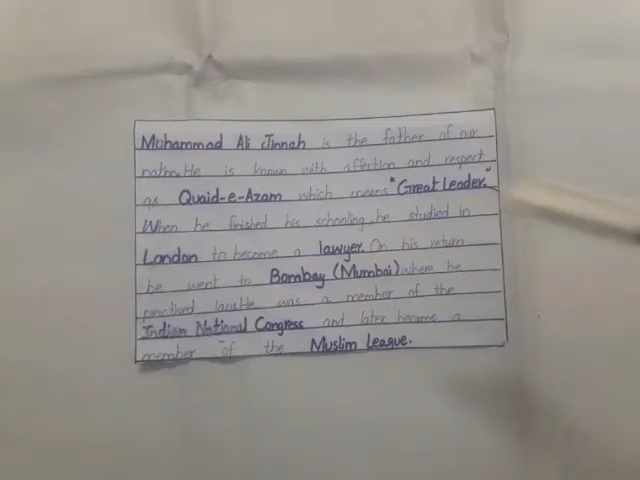 Muhammad Ali Jinnah is the father of our
nation. He is known with affection and respect
as Quaid-e-Azam which means "Great Leader."
When he finished his schooling, he studied in
London to become a lawyer. On his return
he went to Bombay (Mumbai) where he
practised law. He was a member of the
Indian National Congress and later became a
member of the Muslim League.